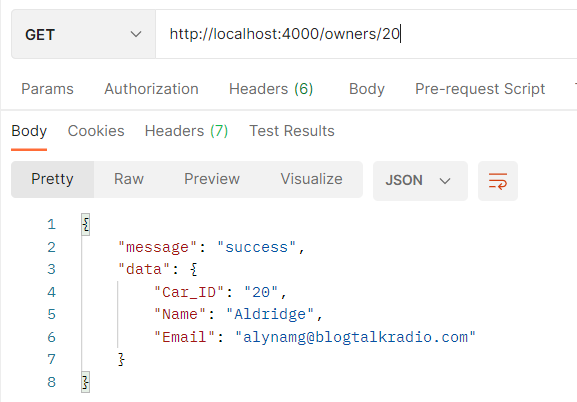 GET http://localhost:4000/owners/20
Params Authorization Headers (6) Body Pre-request Script
Body Cookies Headers (7) Test Results
Pretty Raw Preview Visualize JSON
1 {
2 "message": "success",
3 "data": {
4 "Car_ID": "20",
5 "Name": "Aldridge",
6 "Email": "alynamg@blogtalkradio.com"
7 }
8 }